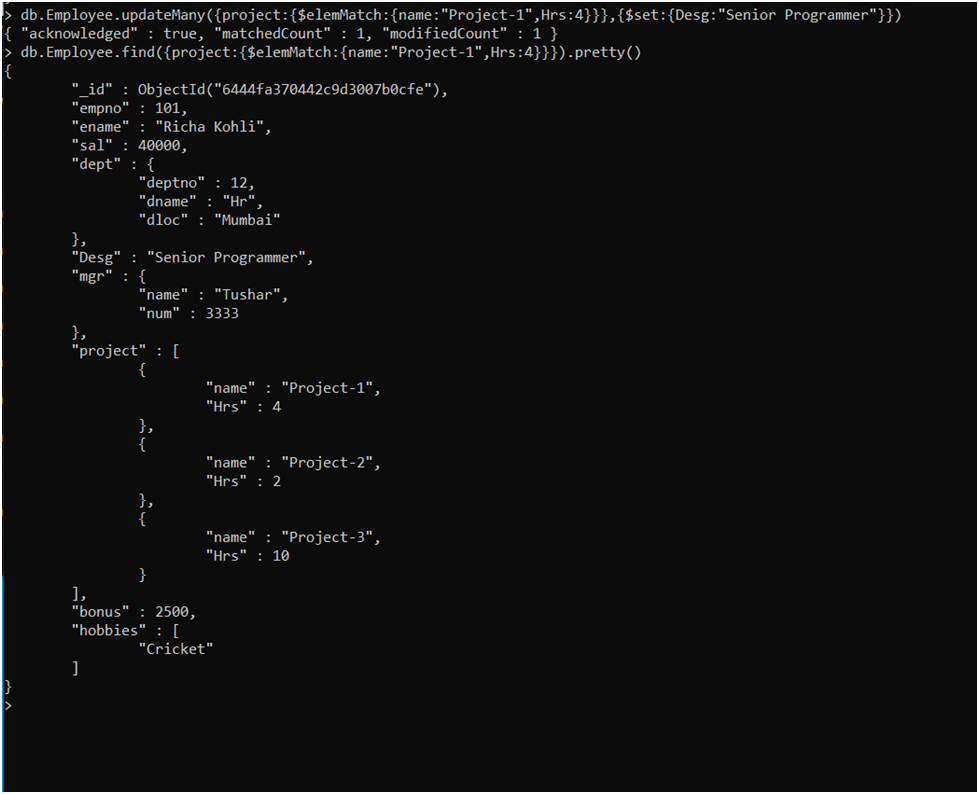 > db.Employee.updateMany({project:{$elemMatch:{name:"Project-1",Hrs:4}}},{$set:{Desg:"Senior Programmer"}})
{ "acknowledged" : true, "matchedCount" : 1, "modifiedCount" : 1 }
> db.Employee.find({project:{$elemMatch:{name:"Project-1",Hrs:4}}}).pretty()
{
        "_id" : ObjectId("6444fa370442c9d3007b0cfe"),
        "empno" : 101,
        "ename" : "Richa Kohli",
        "sal" : 40000,
        "dept" : {
                "deptno" : 12,
                "dname" : "Hr",
                "dloc" : "Mumbai"
        },
        "Desg" : "Senior Programmer",
        "mgr" : {
                "name" : "Tushar",
                "num" : 3333
        },
        "project" : [
                {
                        "name" : "Project-1",
                        "Hrs" : 4
                },
                {
                        "name" : "Project-2",
                        "Hrs" : 2
                },
                {
                        "name" : "Project-3",
                        "Hrs" : 10
                }
        ],
        "bonus" : 2500,
        "hobbies" : [
                "Cricket"
        ]
}
>